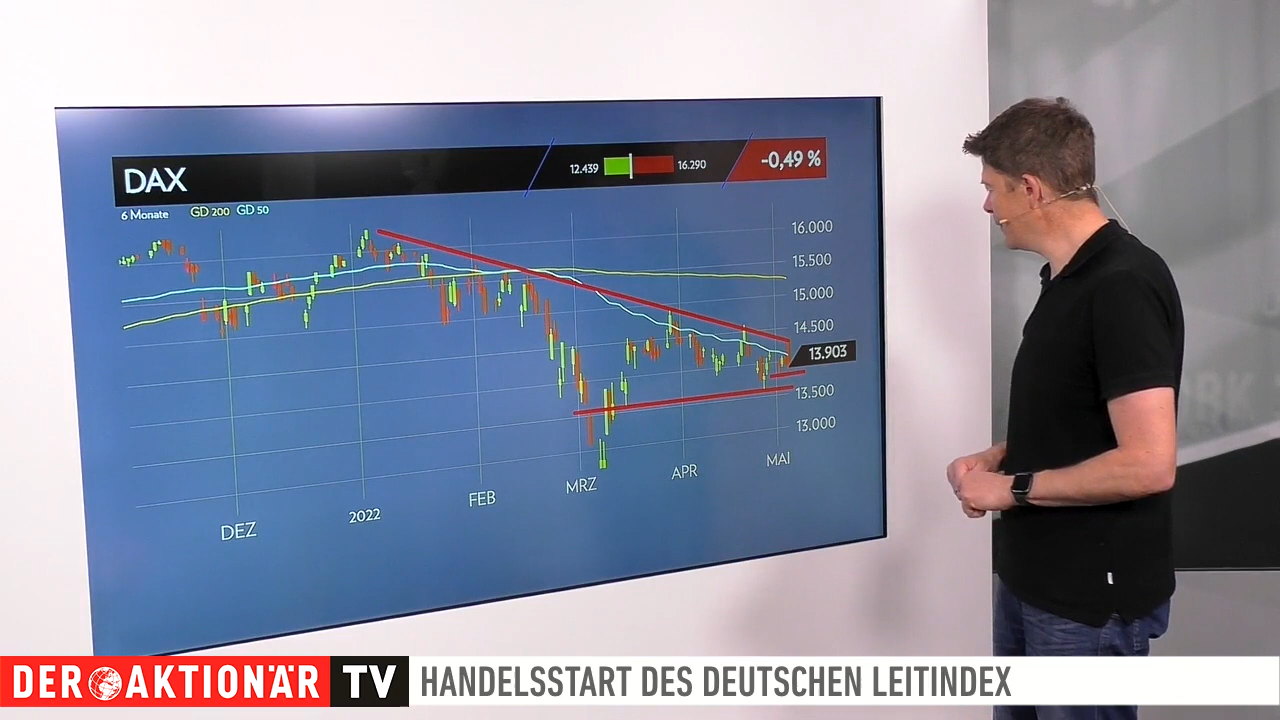 DAX
12.439
16.290
-0,49 %
6 Monate GD 200 GD 50
16.000
15.500
15.000
14.500
13.903
13.500
13.000
DEZ
2022
FEB
MRZ
APR
MAI
DER AKTIONÄR TV
HANDELSSTART DES DEUTSCHEN LEITINDEX